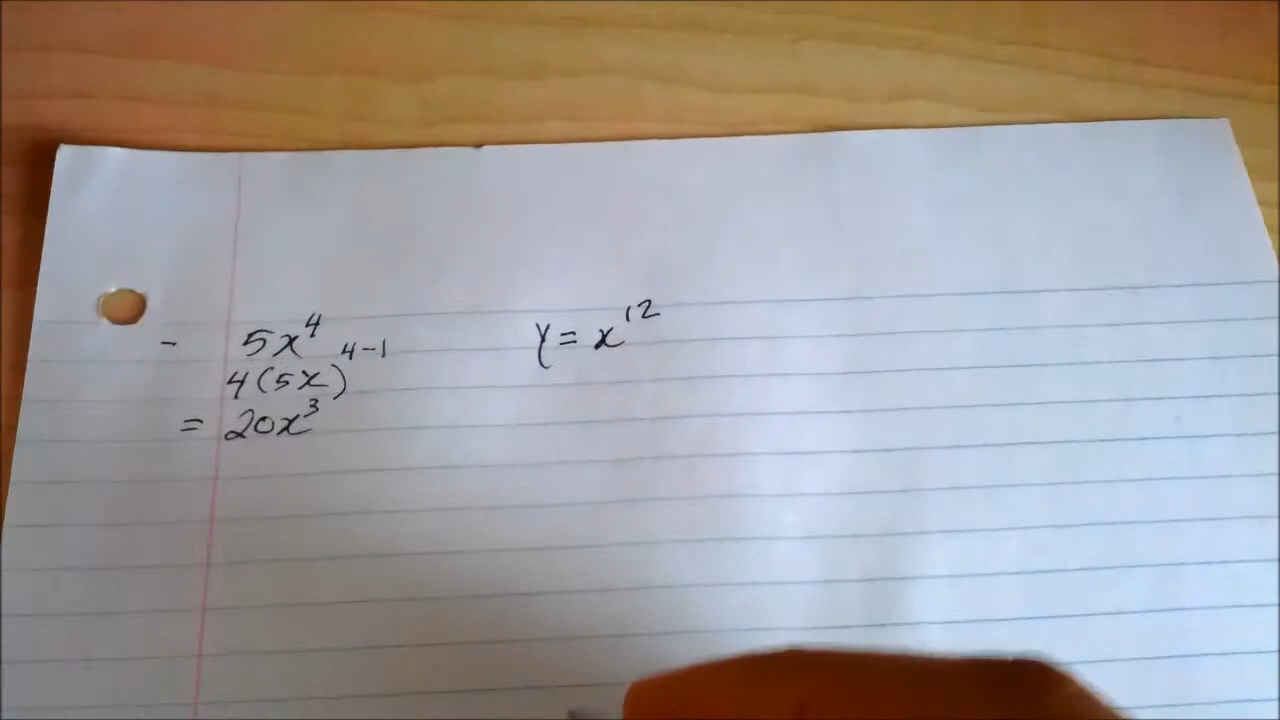 - 5x⁴
4(5x)⁴⁻¹
= 20x³
y = x¹²